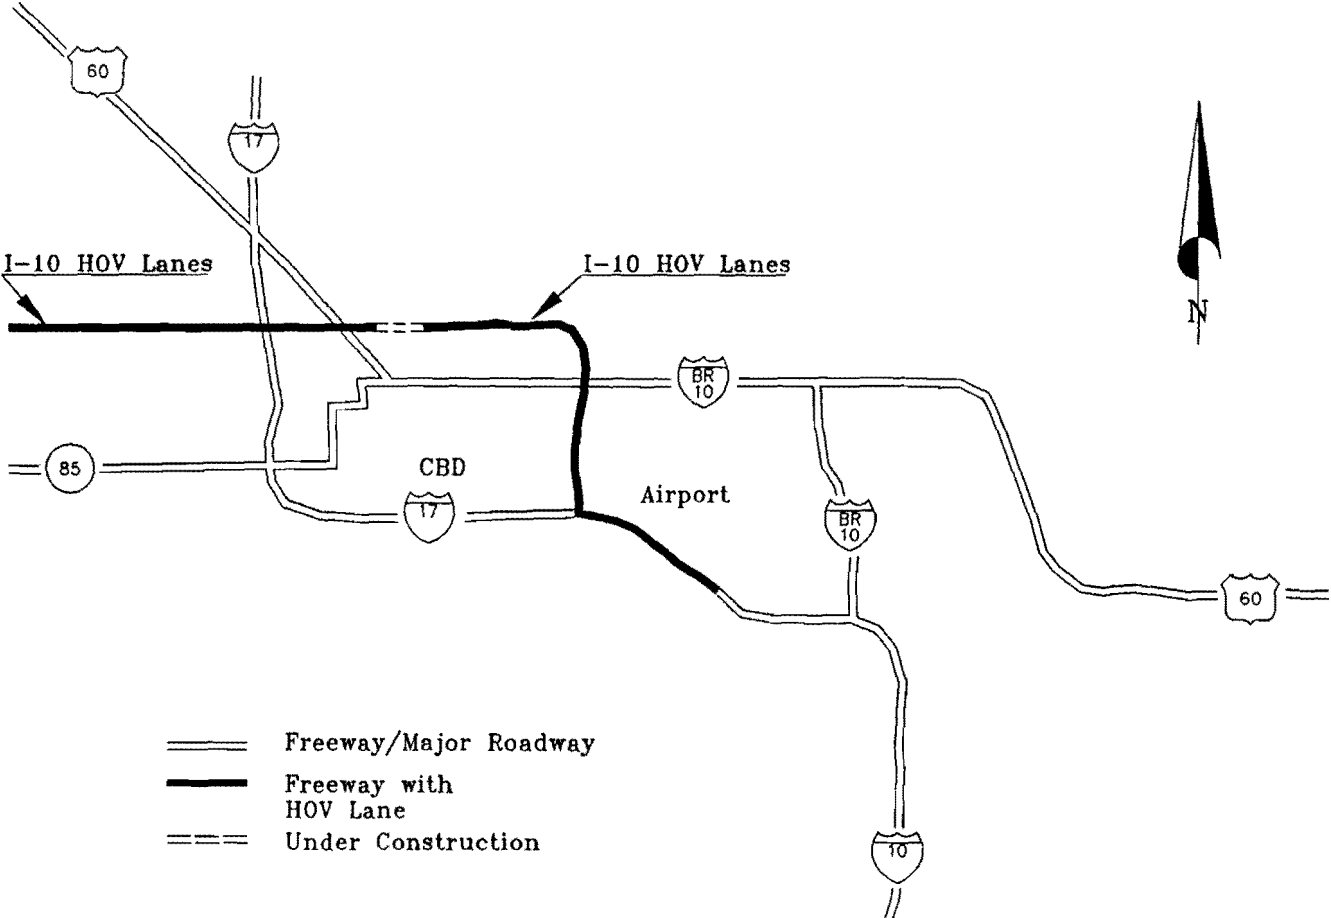 60
17
I-10 HOV Lanes
I-10 HOV Lanes
N
BR
10
85
CBD
17
Airport
BR
10
60
Freeway/Major Roadway
Freeway with
HOV Lane
Under Construction
10